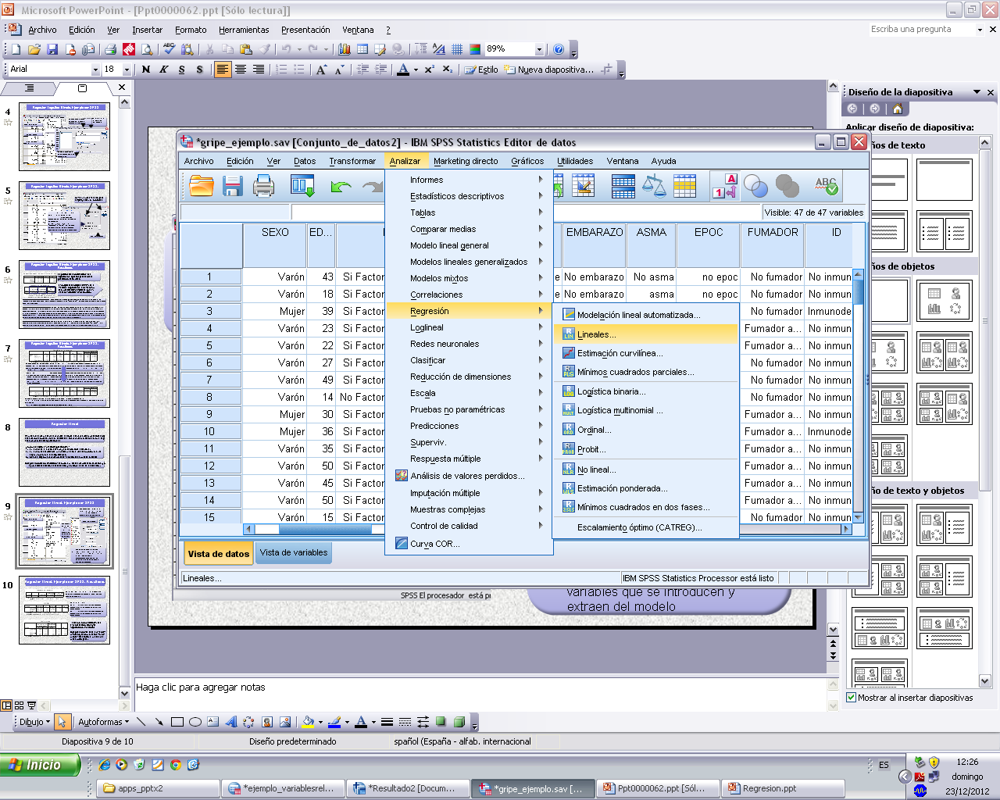 Microsoft PowerPoint - [Ppt0000062.ppt [Sólo lectura]]
Archivo Edición Ver Insertar Formato Herramientas Presentación Ventana ?
Escriba una pregunta
89%
Arial 18 N K S S Estilo Nueva diapositiva...
4
5
6
7
8
9
10
Diseño de la diapositiva
Aplicar diseño de diapositiva:
ños de texto
ños de objetos
ño de texto y objetos
Mostrar al insertar diapositivas
*gripe_ejemplo.sav [Conjunto_de_datos2] - IBM SPSS Statistics Editor de datos
Archivo Edición Ver Datos Transformar Analizar Marketing directo Gráficos Utilidades Ventana Ayuda
Visible: 47 de 47 variables
SEXO ED... EMBARAZO ASMA EPOC FUMADOR ID
1 Varón 43 Si Factor e No embarazo No asma no epoc No fumador No inmun
2 Varón 18 Si Factor No embarazo asma no epoc No fumador No inmun
3 Mujer 39 Si Factor No fumador Inmunode
4 Varón 23 Si Factor Fumador a... No inmun
5 Varón 22 Si Factor No fumador No inmun
6 Varón 27 Si Factor No fumador No inmun
7 Varón 49 Si Factor No fumador No inmun
8 Varón 14 No Factor No fumador No inmun
9 Mujer 30 Si Factor Fumador a... No inmun
10 Mujer 36 Si Factor Fumador a... Inmunode
11 Varón 35 Si Factor Fumador a... No inmun
12 Varón 50 Si Factor Fumador a... No inmun
13 Varón 45 Si Factor Fumador a... No inmun
14 Varón 50 Si Factor Fumador a... No inmun
15 Varón 15 Si Factor No fumador No inmun
Informes
Estadísticos descriptivos
Tablas
Comparar medias
Modelo lineal general
Modelos lineales generalizados
Modelos mixtos
Correlaciones
Regresión
Loglineal
Redes neuronales
Clasificar
Reducción de dimensiones
Escala
Pruebas no paramétricas
Predicciones
Superviv.
Respuesta múltiple
Análisis de valores perdidos...
Imputación múltiple
Muestras complejas
Control de calidad
Curva COR...
Modelación lineal automatizada...
Lineales...
Estimación curvilínea...
Mínimos cuadrados parciales...
Logística binaria...
Logística multinomial ...
Ordinal...
Probit...
No lineal...
Estimación ponderada...
Mínimos cuadrados en dos fases...
Escalamiento óptimo (CATREG)...
Vista de datos Vista de variables
Lineales... IBM SPSS Statistics Processor está listo
SPSS El procesador está pr
variables que se introducen y
extraen del modelo
Haga clic para agregar notas
Dibujo Autoformas
Diapositiva 9 de 10 Diseño predeterminado spañol (España - alfab. internacional
Inicio ES 12:26
domingo
23/12/2012
apps_pptx2 *ejemplo_variablesrel... *Resultado2 [Docum... *gripe_ejemplo.sav [... Ppt0000062.ppt [Sól... Regresion.ppt